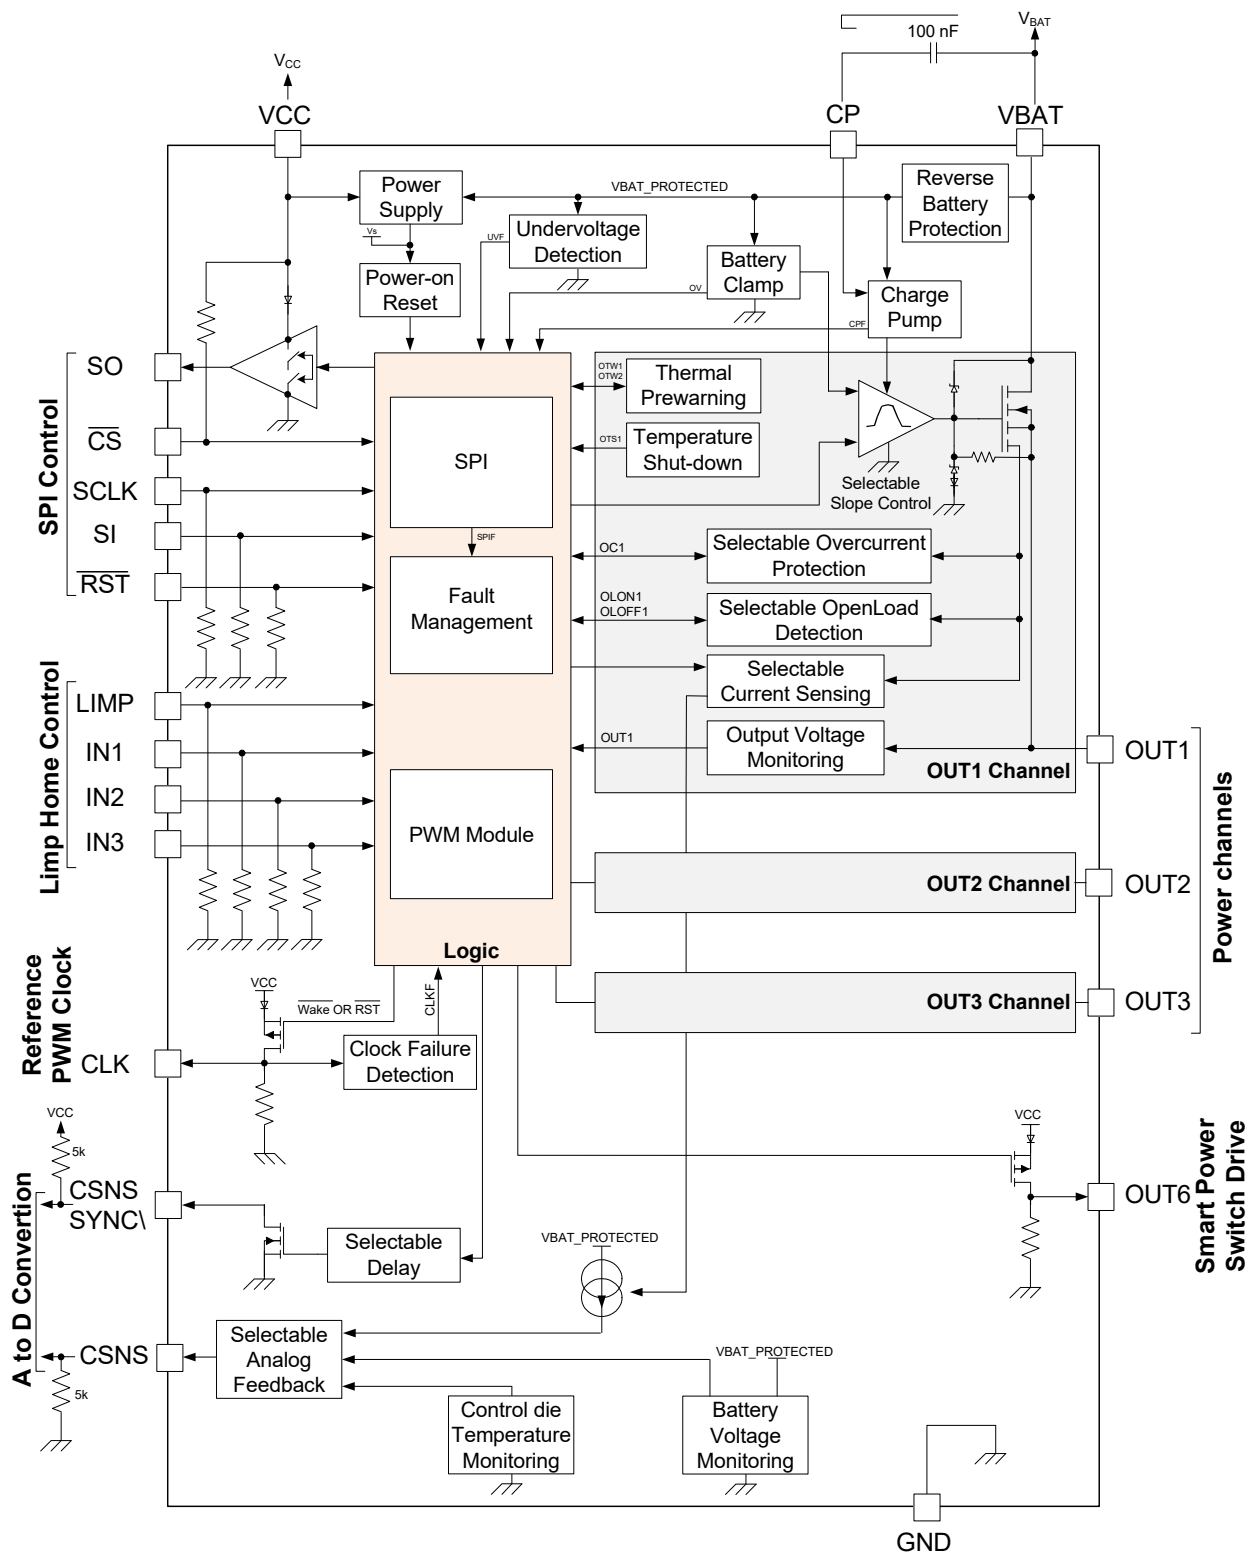 100 nF
VBAT
VCC
VCC
CP
VBAT
Power
Supply
VBAT_PROTECTED
Reverse
Battery
Protection
Vs
UVF
Undervoltage
Detection
Battery
Clamp
Power-on
Reset
OV
CPF
Charge
Pump
SPI Control
SO
CS
SCLK
SI
RST
SPI
SPIF
Fault
Management
PWM Module
Logic
OTW1
OTW2
Thermal
Prewarning
OTS1
Temperature
Shut-down
Selectable
Slope Control
OC1
Selectable Overcurrent
Protection
OLON1
OLOFF1
Selectable OpenLoad
Detection
Selectable
Current Sensing
OUT1
Output Voltage
Monitoring
OUT1 Channel
OUT2 Channel
OUT3 Channel
OUT1
OUT2
OUT3
Power channels
Limp Home Control
LIMP
IN1
IN2
IN3
Reference
PWM Clock
CLK
VCC
Wake OR RST
CLKF
Clock Failure
Detection
VCC
5k
A to D Convertion
CSNS
SYNC\
Selectable
Delay
VBAT_PROTECTED
VCC
OUT6
Smart Power
Switch Drive
CSNS
5k
Selectable
Analog
Feedback
VBAT_PROTECTED
Control die
Temperature
Monitoring
Battery
Voltage
Monitoring
GND